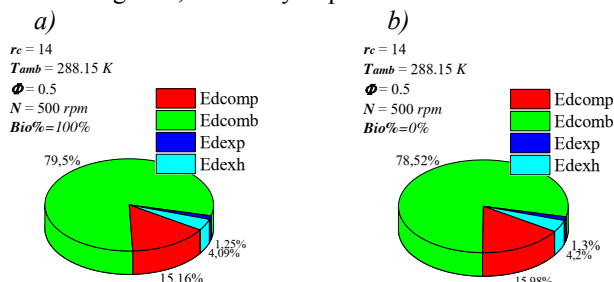 a)
rc = 14
Tamb = 288.15 K
Φ = 0.5
N = 500 rpm
Bio%=100%
Edcomp
Edcomb
Edexp
Edexh
79,5%
1.25%
4,09%
15.16%
b)
rc = 14
Tamb = 288.15 K
Φ = 0.5
N = 500 rpm
Bio%=0%
Edcomp
Edcomb
Edexp
Edexh
78,52%
1.3%
4,2%
15.98%